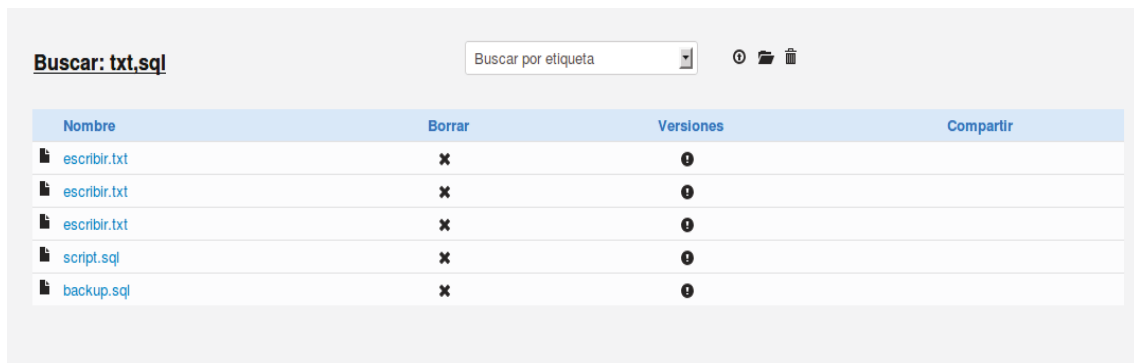 Buscar: txt,sql
Buscar por etiqueta
Nombre Borrar Versiones Compartir
escribir.txt
escribir.txt
escribir.txt
script.sql
backup.sql